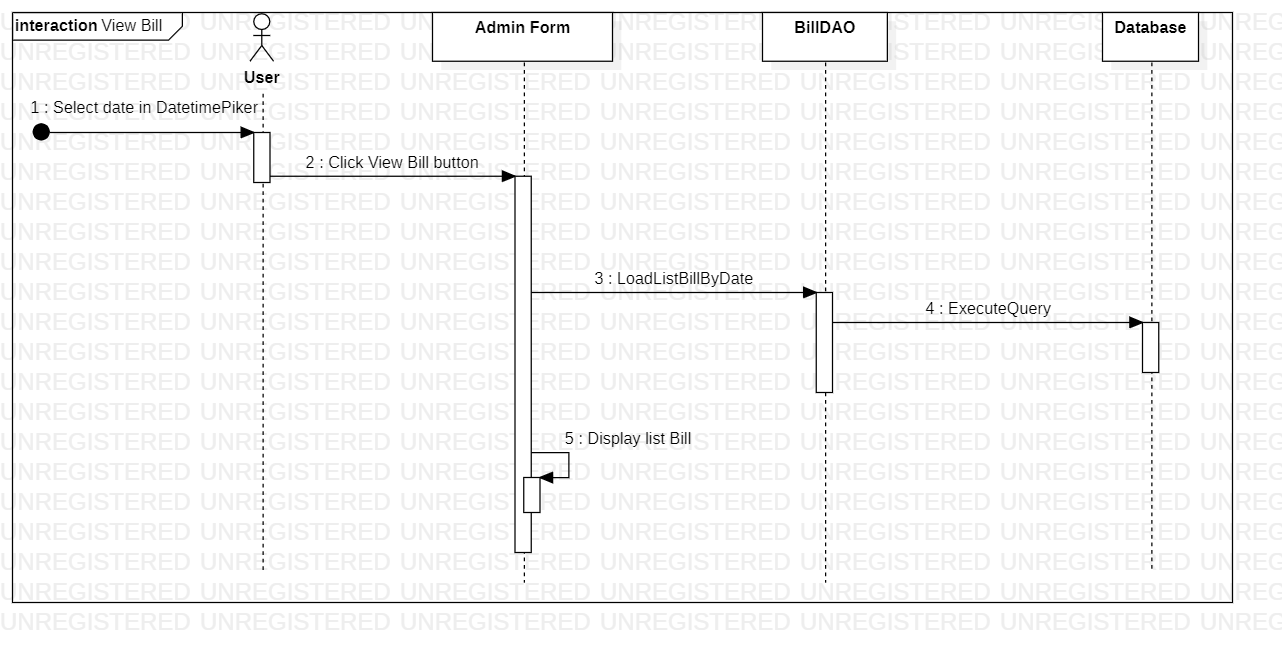 interaction View Bill
Admin Form
BillDAO
Database
User
1 : Select date in DatetimePiker
2 : Click View Bill button
3 : LoadListBillByDate
4 : ExecuteQuery
5 : Display list Bill
UNREGISTERED